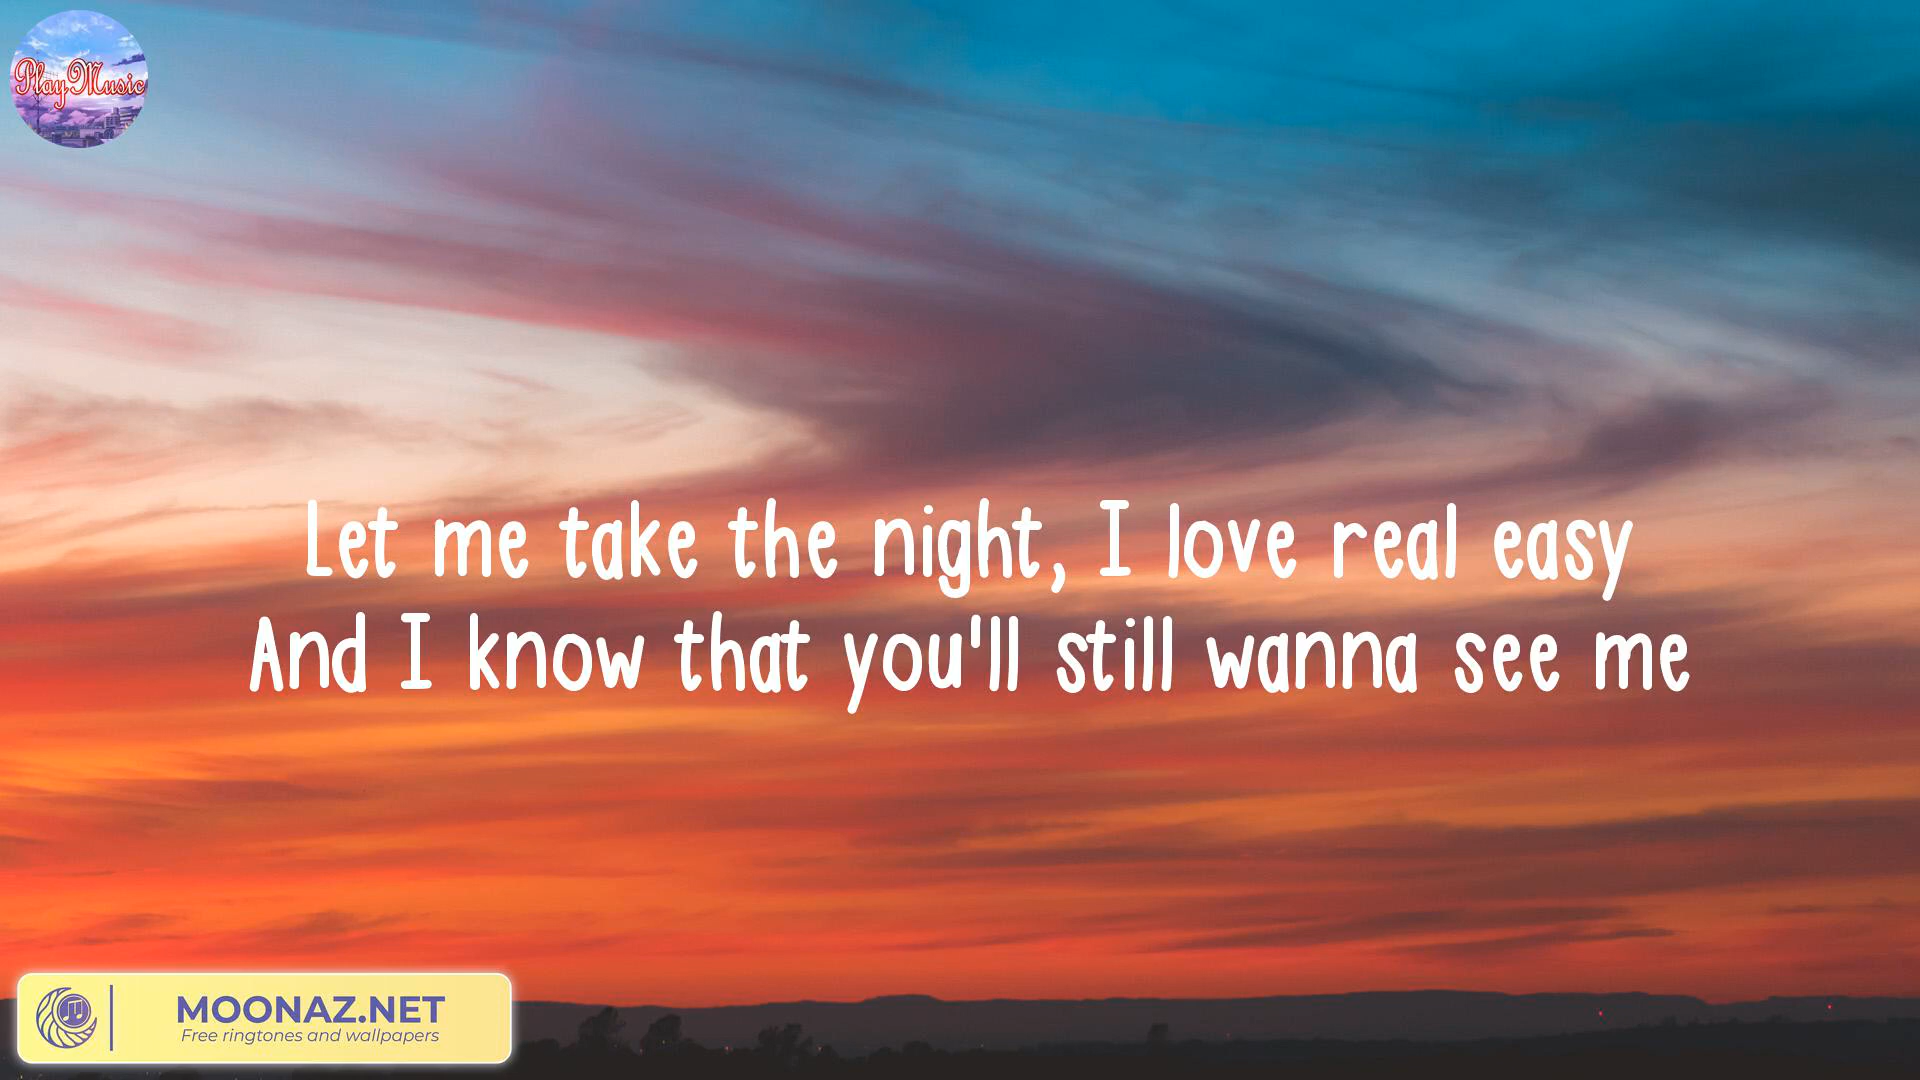 Play Music
Let me take the night, I love real easy
And I know that you'll still wanna see me
MOONAZ.NET
Free ringtones and wallpapers